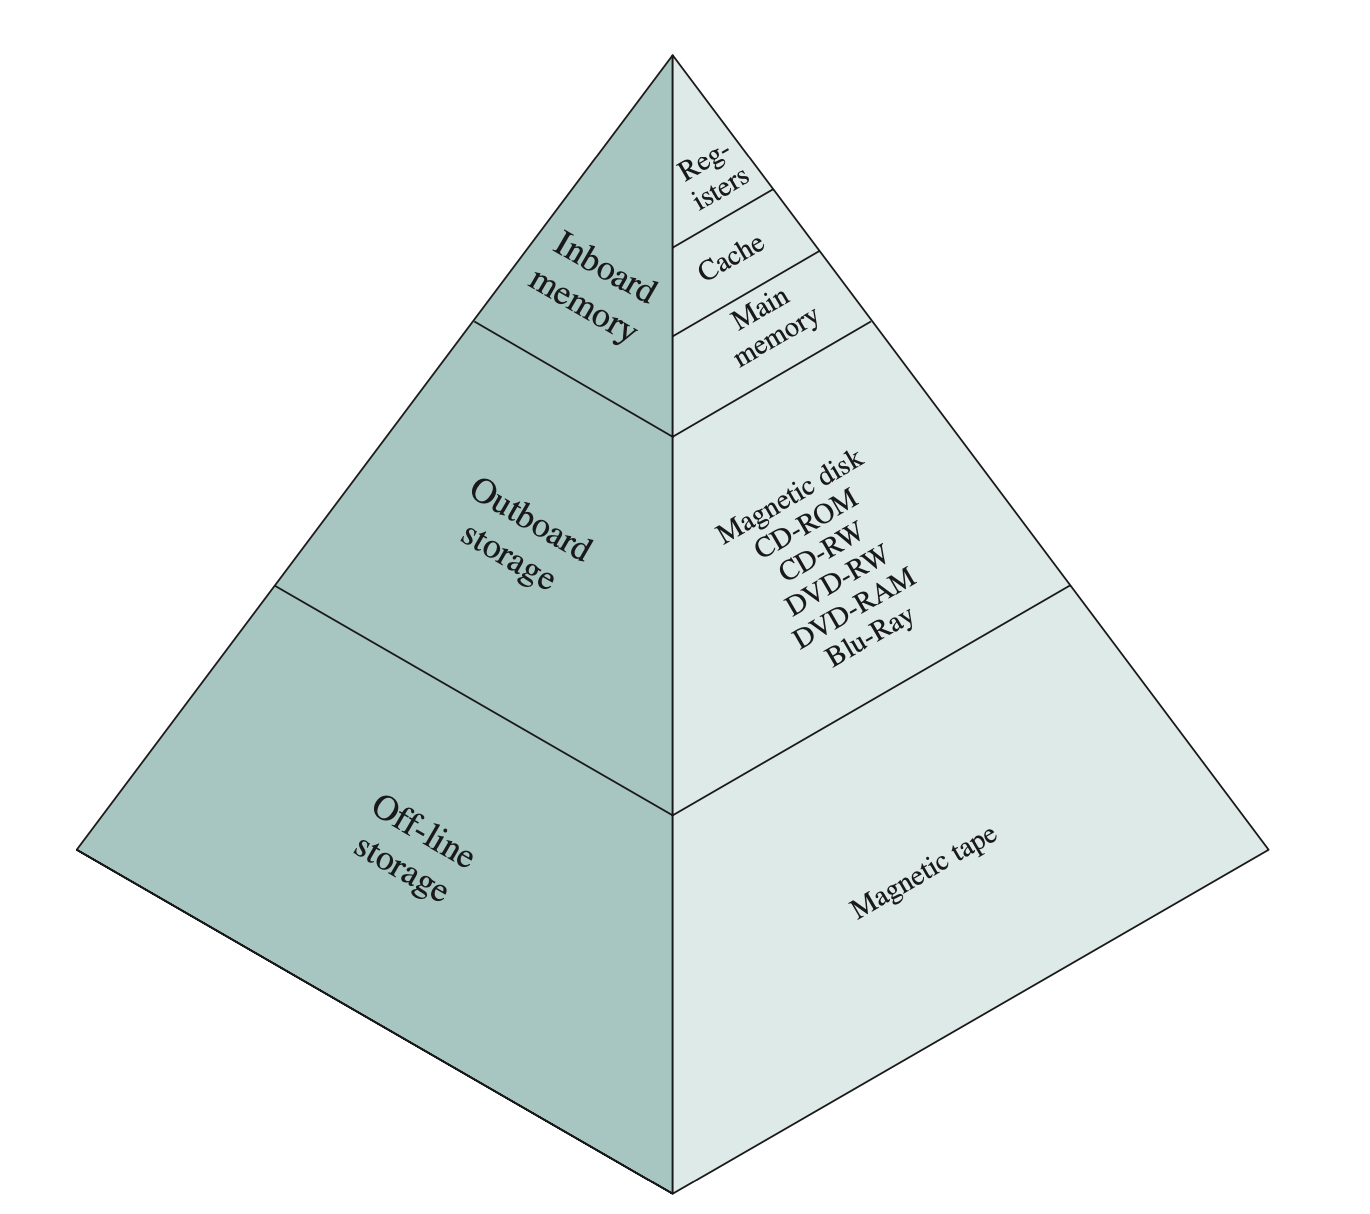 Reg-
isters
Cache
Main
memory
Inboard
memory
Magnetic disk
CD-ROM
CD-RW
DVD-RW
DVD-RAM
Blu-Ray
Outboard
storage
Magnetic tape
Off-line
storage